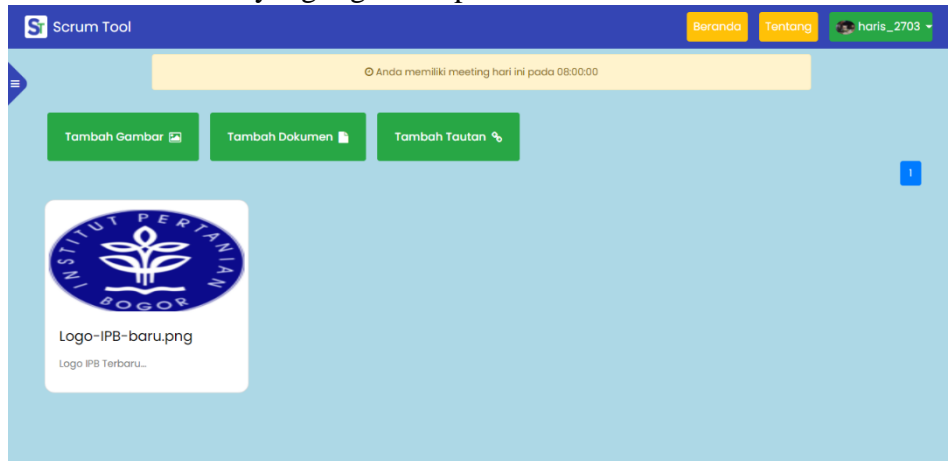 Scrum Tool
Beranda
Tentang
haris_2703
Anda memiliki meeting hari ini pada 08:00:00
Tambah Gambar
Tambah Dokumen
Tambah Tautan
1
INSTITUT PERTANIAN
BOGOR
Logo-IPB-baru.png
Logo IPB Terbaru...